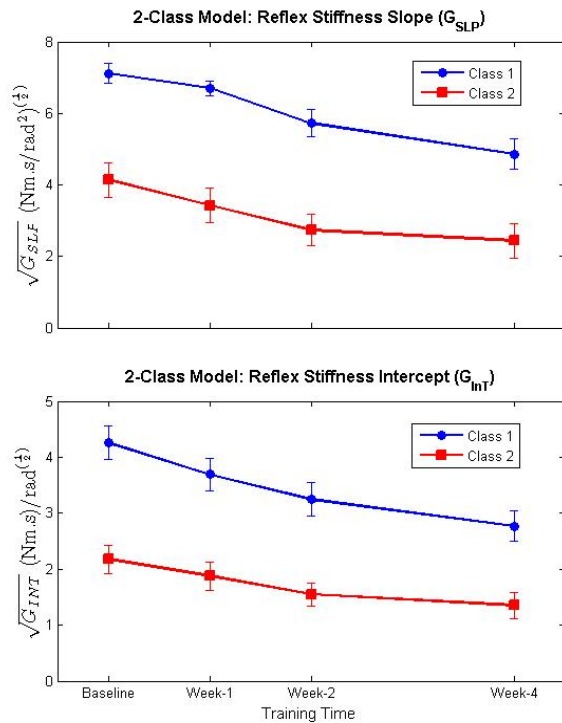 2-Class Model: Reflex Stiffness Slope (G_SLP)
8
6
4
2
0
√G_SLF (Nm.s/rad²)^(1/2)
Class 1
Class 2
2-Class Model: Reflex Stiffness Intercept (G_InT)
5
4
3
2
1
0
√G_INT (Nm.s)/rad^(1/2)
Class 1
Class 2
Baseline Week-1 Week-2 Week-4
Training Time